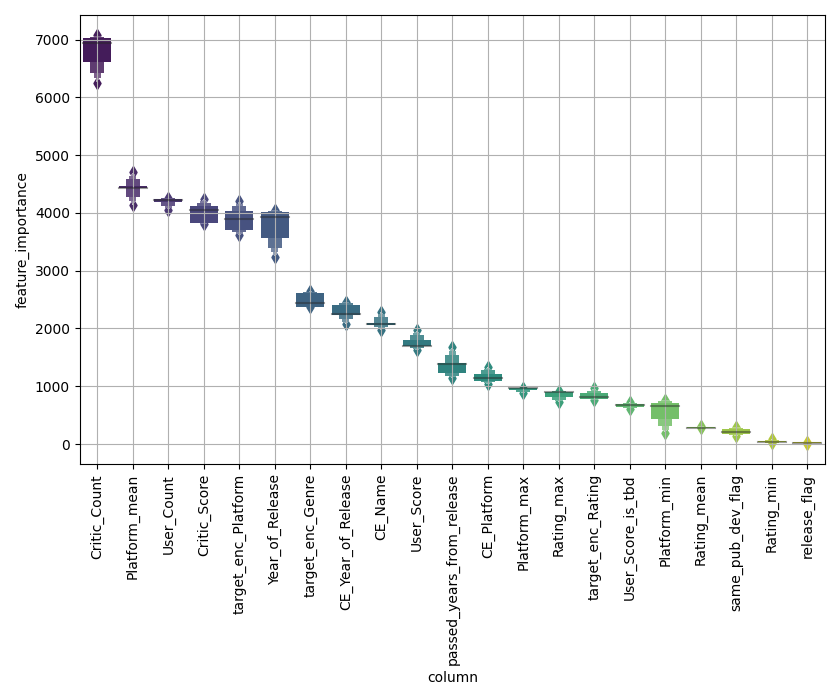 7000
6000
5000
4000
3000
2000
1000
0
feature_importance
Critic_Count
Platform_mean
User_Count
Critic_Score
target_enc_Platform
Year_of_Release
target_enc_Genre
CE_Year_of_Release
CE_Name
User_Score
passed_years_from_release
CE_Platform
Platform_max
Rating_max
target_enc_Rating
User_Score_is_tbd
Platform_min
Rating_mean
same_pub_dev_flag
Rating_min
release_flag
column